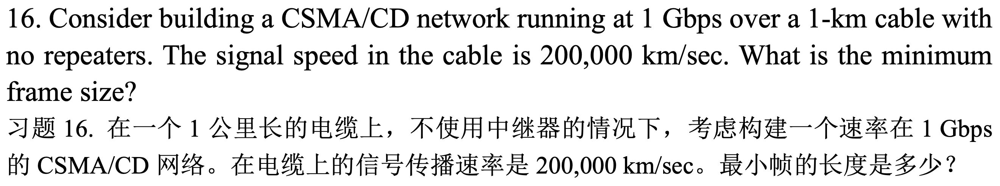 16. Consider building a CSMA/CD network running at 1 Gbps over a 1-km cable with
no repeaters. The signal speed in the cable is 200,000 km/sec. What is the minimum
frame size?
习题 16. 在一个 1 公里长的电缆上，不使用中继器的情况下，考虑构建一个速率在 1 Gbps
的 CSMA/CD 网络。在电缆上的信号传播速率是 200,000 km/sec。最小帧的长度是多少？